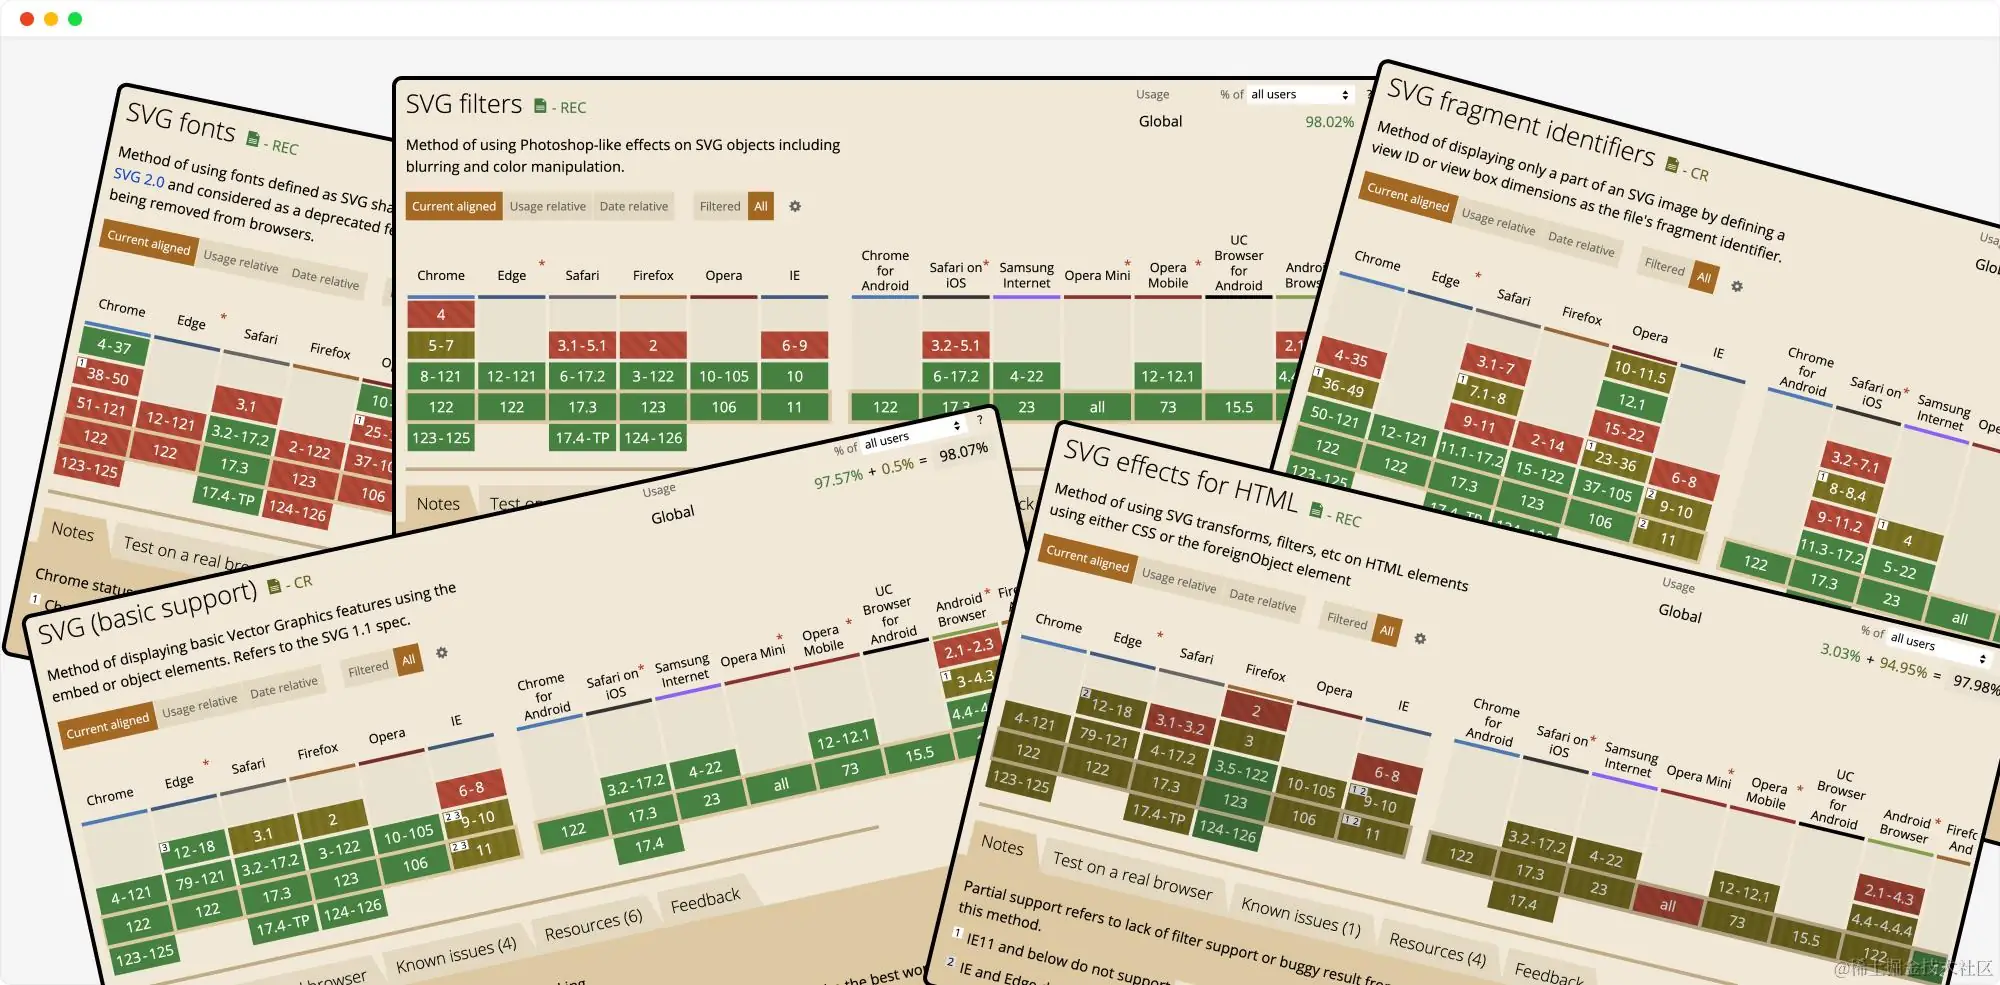 SVG fonts - REC
Method of using fonts defined as SVG
SVG 2.0 and considered as a deprecated
being removed from browsers.
Current aligned Usage relative Date relative
Chrome Edge * Safari Firefox
4-37
1 38-50 3.1 10-
51-121 12-121 3.2-17.2 2-122 1 25-
122 122 17.3 123 37-10
123-125 17.4-TP 124-126 106
Notes Test on a real
Chrome status
1
SVG filters - REC
Usage % of all users
Global 98.02%
Method of using Photoshop-like effects on SVG objects including
blurring and color manipulation.
Current aligned Usage relative Date relative Filtered All
Chrome Edge * Safari Firefox Opera IE Chrome for Android Safari on iOS * Samsung Internet Opera Mini * Opera Mobile * UC Browser for Android
4
5-7 3.1-5.1 2 6-9 3.2-5.1 2.1
8-121 12-121 6-17.2 3-122 10-105 10 6-17.2 4-22 12-12.1 4.
122 122 17.3 123 106 11 122 17.3 23 all 73 15.5
123-125 17.4-TP 124-126
Notes Test on
SVG fragment identifiers - CR
Method of displaying only a part of an SVG image by defining a
view ID or view box dimensions as the file's fragment identifier.
Current aligned Usage relative Date relative Filtered All
Chrome Edge * Safari Firefox Opera IE Chrome for Android Safari on iOS * Samsung Internet
4-35 3.1-7 10-11.5
1 36-49 1 7.1-8 12.1 3.2-7.1
50-121 12-121 9-11 2-14 15-22 1 8-8.4
122 122 11.1-17.2 15-122 1 23-36 6-8 9-11.2 1 4
123-125 17.3 123 37-105 2 9-10 11.3-17.2 5-22
17.4-TP 124-126 106 2 11 122 17.3 23 all
SVG (basic support) - CR
Usage % of all users ?
Global 97.57% + 0.5% = 98.07%
Method of displaying basic Vector Graphics features using the
embed or object elements. Refers to the SVG 1.1 spec.
Current aligned Usage relative Date relative Filtered All
Chrome Edge * Safari Firefox Opera IE Chrome for Android Safari on iOS * Samsung Internet Opera Mini * Opera Mobile * UC Browser for Android Android Browser *
2.1-2.3
6-8 1 3-4.3
3 12-18 3.1 2 2 3 9-10 4.4-4
4-121 79-121 3.2-17.2 3-122 10-105 3.2-17.2 4-22 12-12.1
122 122 17.3 123 106 2 3 11 122 17.3 23 all 73 15.5
123-125 17.4-TP 124-126 17.4
Known issues (4) Resources (6) Feedback
browser
the best
SVG effects for HTML - REC
Usage % of all users
Global 3.03% + 94.95% = 97.98%
Method of using SVG transforms, filters, etc on HTML elements
using either CSS or the foreignObject element
Current aligned Usage relative Date relative Filtered All
Chrome Edge * Safari Firefox Opera IE Chrome for Android Safari on iOS * Samsung Internet Opera Mini * Opera Mobile * UC Browser for Android Android Browser *
2 12-18 3.1-3.2 2
3 6-8
4-121 79-121 4-17.2 3.5-122 10-105 1 2 9-10 3.2-17.2 4-22 12-12.1 2.1-4.3
4.4-4.4.4
122 122 17.3 123 106 1 2 11 122 17.3 23 all 73 15.5 122
123-125 17.4-TP 124-126 17.4
Notes Test on a real browser Known issues (1) Resources (4) Feedback
Partial support refers to lack of filter support or buggy result from
this method.
1 IE11 and below do not
2 IE and Edge
@稀土掘金技术社区